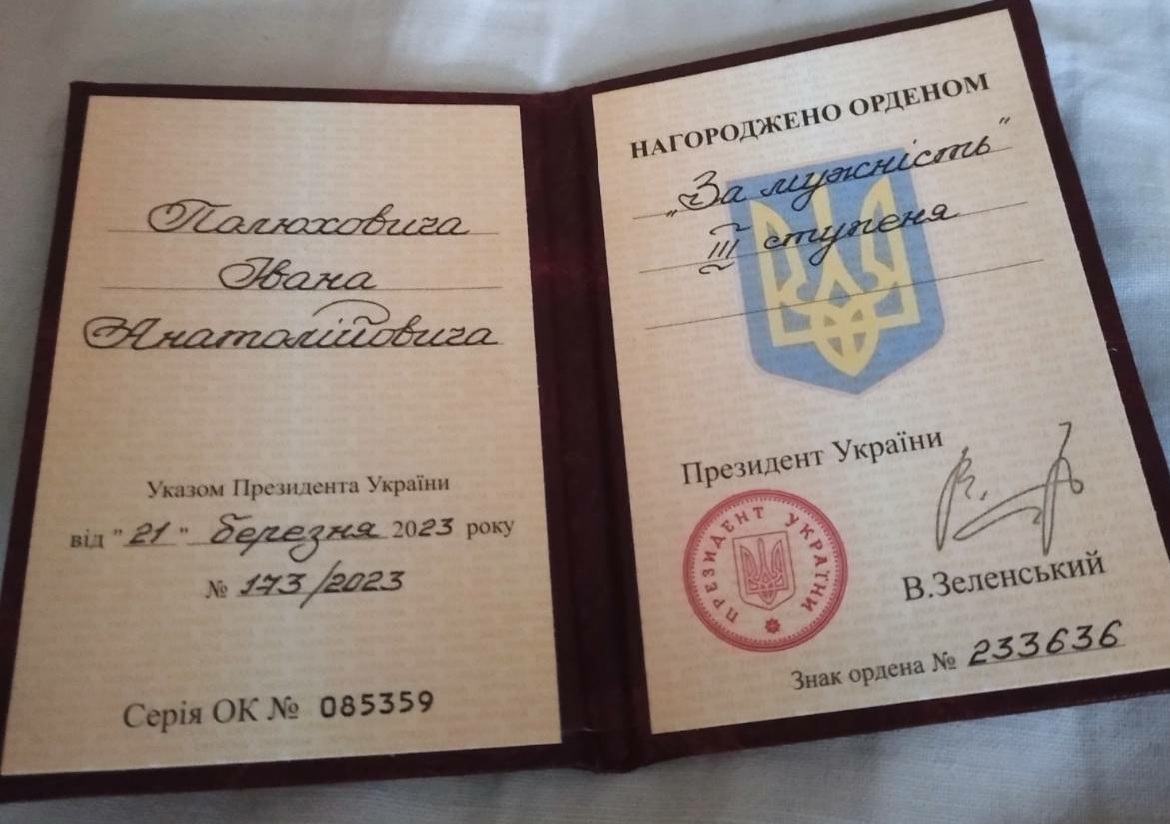 Полюховича
Івана
Анатолійовича
Указом Президента України
від "21" березня 2023 року
№ 173/2023
Серія ОК № 085359
НАГОРОДЖЕНО ОРДЕНОМ
„За мужність"
III ступеня
Президент України
ПРЕЗИДЕНТ УКРАЇНИ
В.Зеленський
Знак ордена № 233636